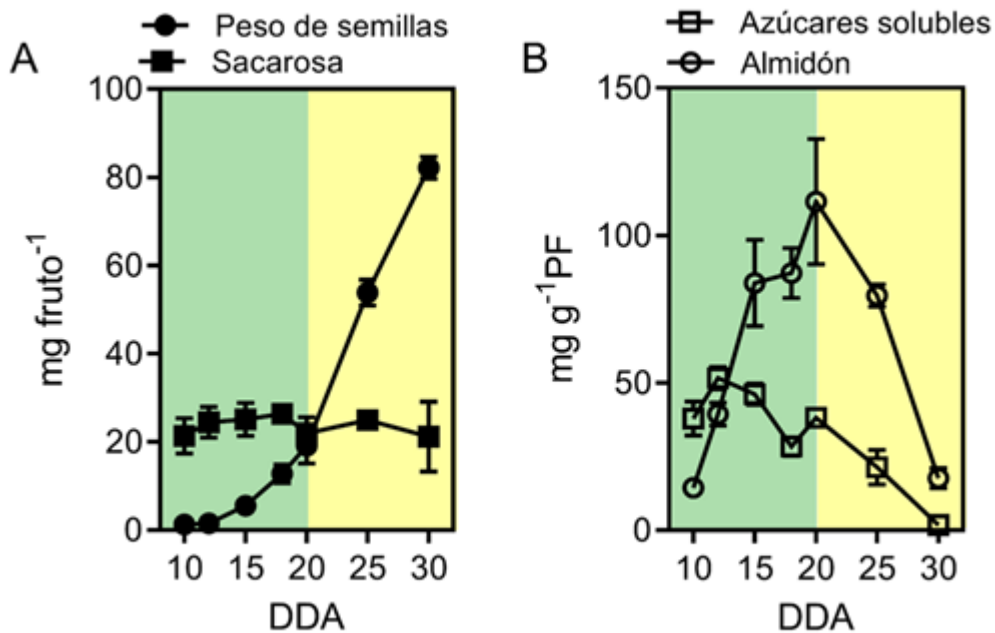 A
Peso de semillas
Sacarosa
100
80
60
40
20
0
mg fruto⁻¹
10 15 20 25 30
DDA
B
Azúcares solubles
Almidón
150
100
50
0
mg g⁻¹PF
10 15 20 25 30
DDA